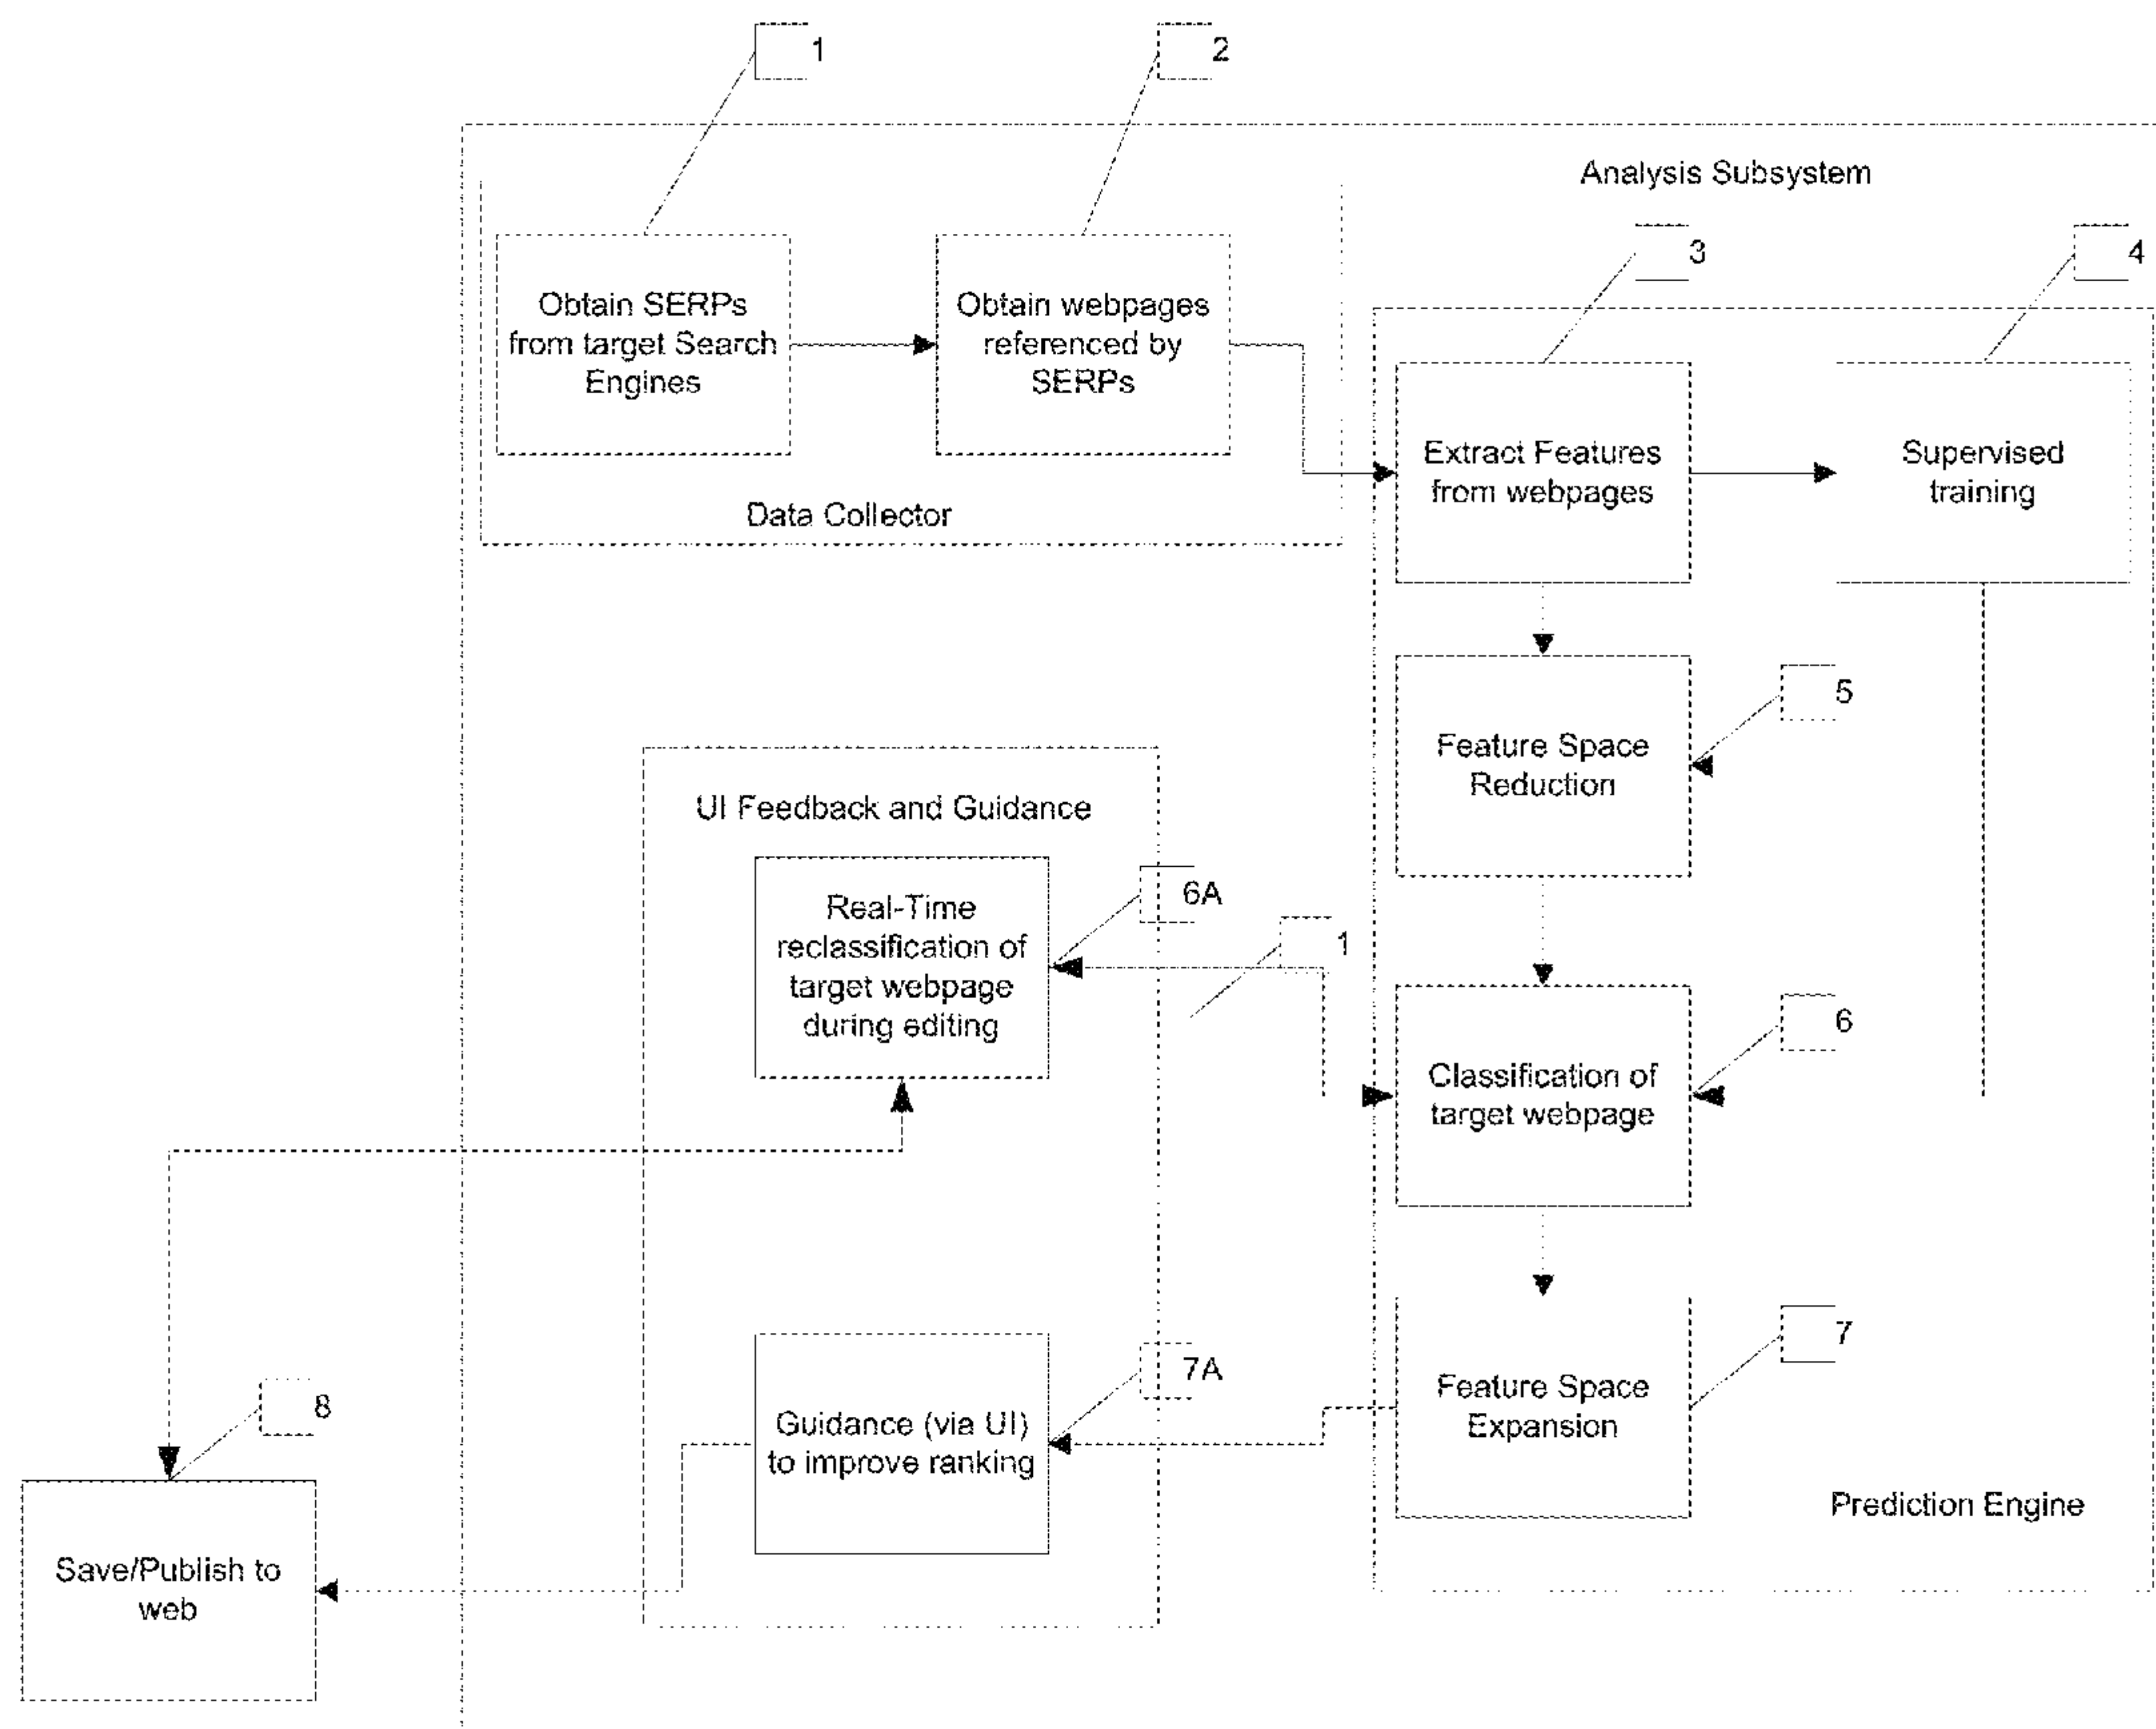 1
2
Analysis Subsystem
3
4
Obtain SERPs
from target Search
Engines
Obtain webpages
referenced by
SERPs
Extract Features
from webpages
Supervised
training
Data Collector
5
Feature Space
Reduction
UI Feedback and Guidance
6A
Real-Time
reclassification of
target webpage
during editing
1
6
Classification of
target webpage
7
7A
8
Feature Space
Expansion
Guidance (via UI)
to improve ranking
Prediction Engine
Save/Publish to
web